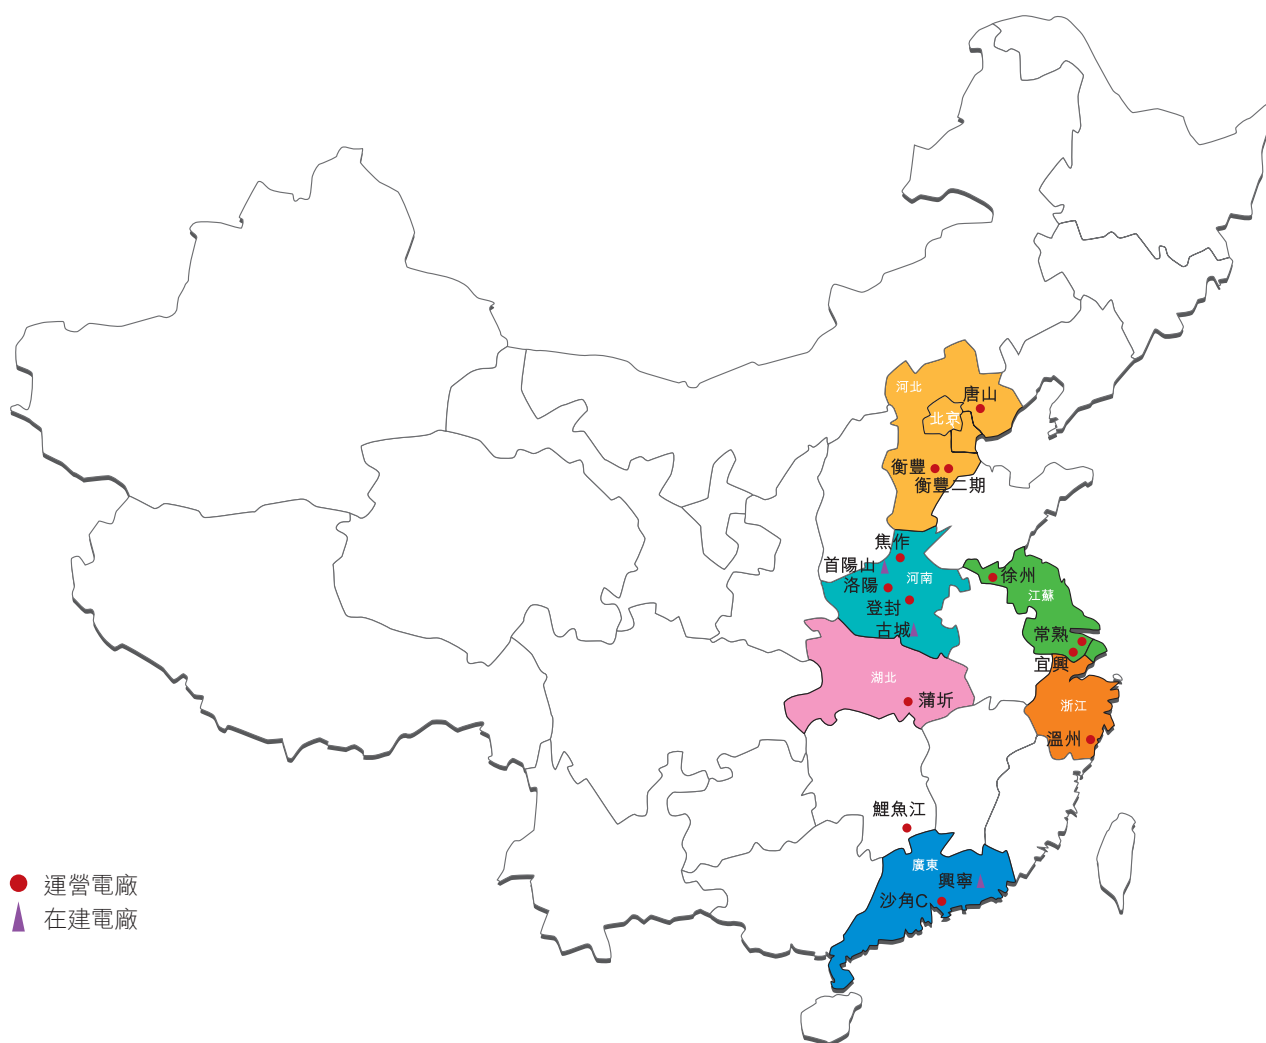 河北
唐山
北京
衡豐
衡豐二期
焦作
首陽山
河南
洛陽
登封
古城
徐州
江蘇
常熟
宜興
湖北
蒲圻
浙江
溫州
鯉魚江
廣東
興寧
沙角C
運營電廠
在建電廠